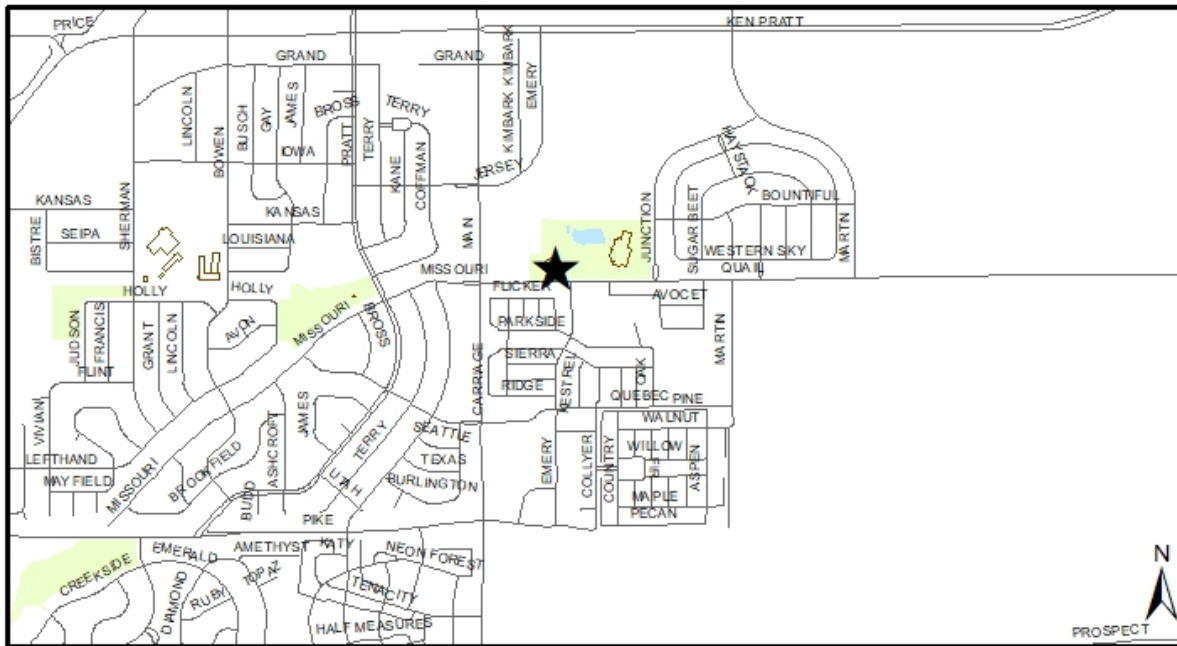 PRICE
KEN PRATT
GRAND
GRAND
KIMBARK
KIMBARK
EMERY
LINCOLN
BUSCH
GAY
JAMES
BROSS
TERRY
BOWEN
IOWA
PRATT
TERRY
KANE
COFFMAN
JERSEY
HAYSTACK
BOUNTIFUL
KANSAS
KANSAS
SHERMAN
BISTRE
SEIPA
LOUISIANA
MAIN
JUNCTION
SUGAR BEET
WESTERN SKY
MARTIN
QUAIL
MISSOURI
HOLLY
HOLLY
FLICKER
AVOCET
JUDSON
FRANCIS
GRANT
LINCOLN
AVON
MISSOURI
BROSS
PARKSIDE
SIERRA
MARTIN
FLINT
CARRIAGE
RIDGE
KESTREL
OAK
QUEBEC
PINE
VIVIAN
ASHCROFT
JAMES
TERRY
SEATTLE
WALNUT
WILLOW
FIR
ASPEN
LEFTHAND
MAYFIELD
MISSOURI
BROOKFIELD
BUDD
UTAH
TEXAS
BURLINGTON
EMERY
COLLYER
COUNTRY
MAPLE
PECAN
PIKE
CREEKSIDE
EMERALD
AMETHYST
KATY
NEON FOREST
DIAMOND
RUBY
TOPAZ
TENACITY
HALF MEASURES
N
PROSPECT